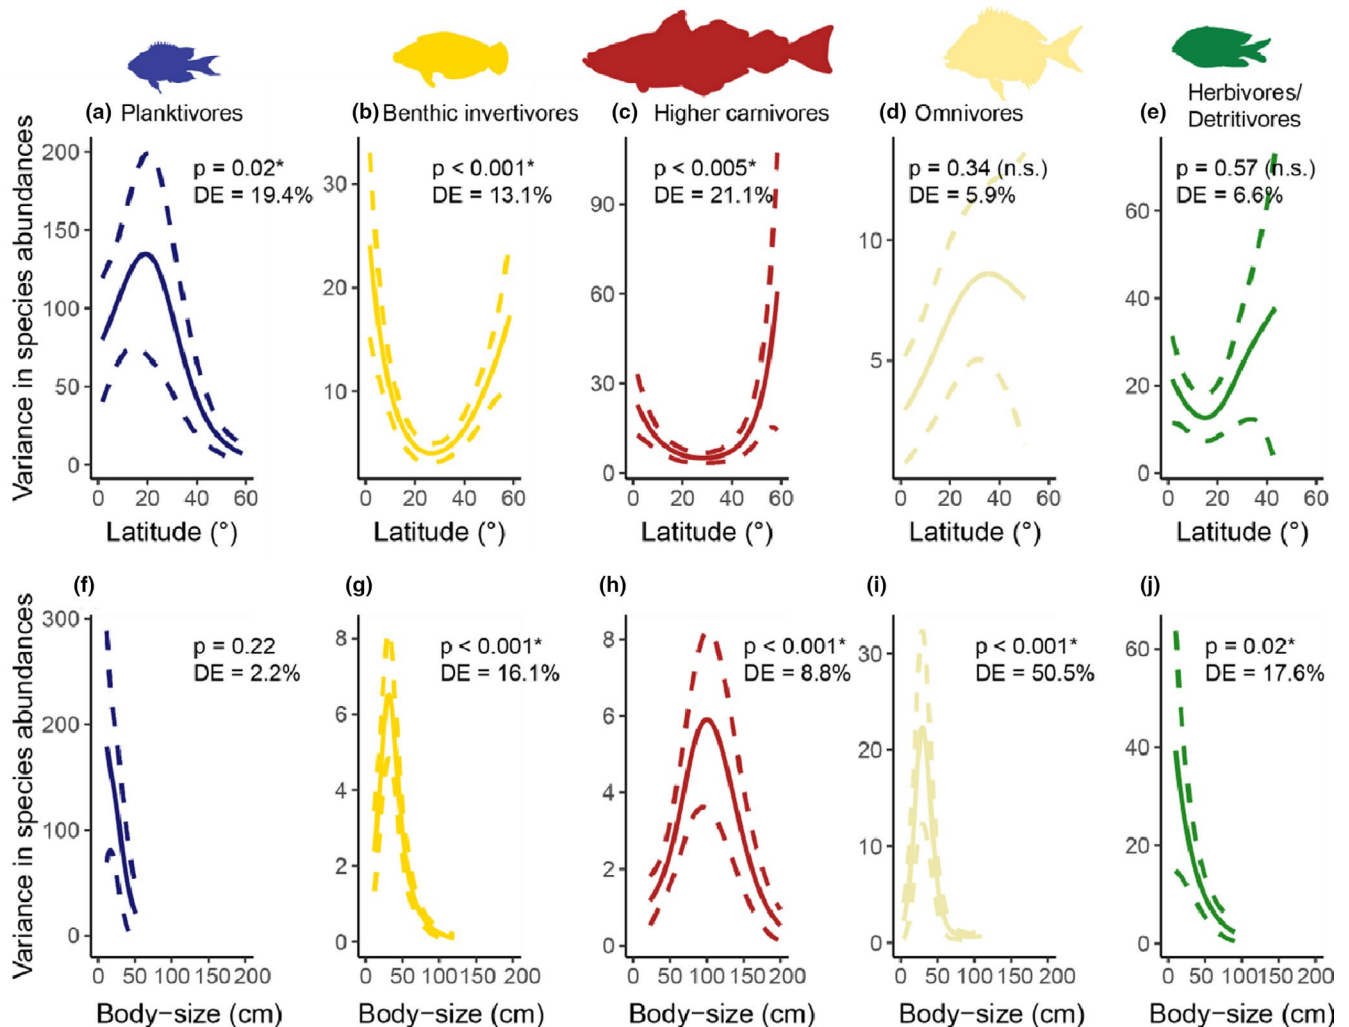 (a) Planktivores
(b) Benthic invertivores
(c) Higher carnivores
(d) Omnivores
(e) Herbivores/
Detritivores
Variance in species abundances
p = 0.02*
DE = 19.4%
200
150
100
50
0
0 20 40 60
Latitude (°)
p < 0.001*
DE = 13.1%
30
20
10
0 20 40 60
Latitude (°)
p < 0.005*
DE = 21.1%
90
60
30
0
0 20 40 60
Latitude (°)
p = 0.34 (n.s.)
DE = 5.9%
10
5
0 20 40 60
Latitude (°)
p = 0.57 (n.s.)
DE = 6.6%
60
40
20
0
0 20 40 60
Latitude (°)
(f)
Variance in species abundances
p = 0.22
DE = 2.2%
300
200
100
0
0 50 100 150 200
Body−size (cm)
(g)
p < 0.001*
DE = 16.1%
8
6
4
2
0
0 50 100 150 200
Body−size (cm)
(h)
p < 0.001*
DE = 8.8%
8
6
4
2
0
0 50 100 150 200
Body−size (cm)
(i)
p < 0.001*
DE = 50.5%
30
20
10
0
0 50 100 150 200
Body−size (cm)
(j)
p = 0.02*
DE = 17.6%
60
40
20
0
0 50 100 150 200
Body−size (cm)